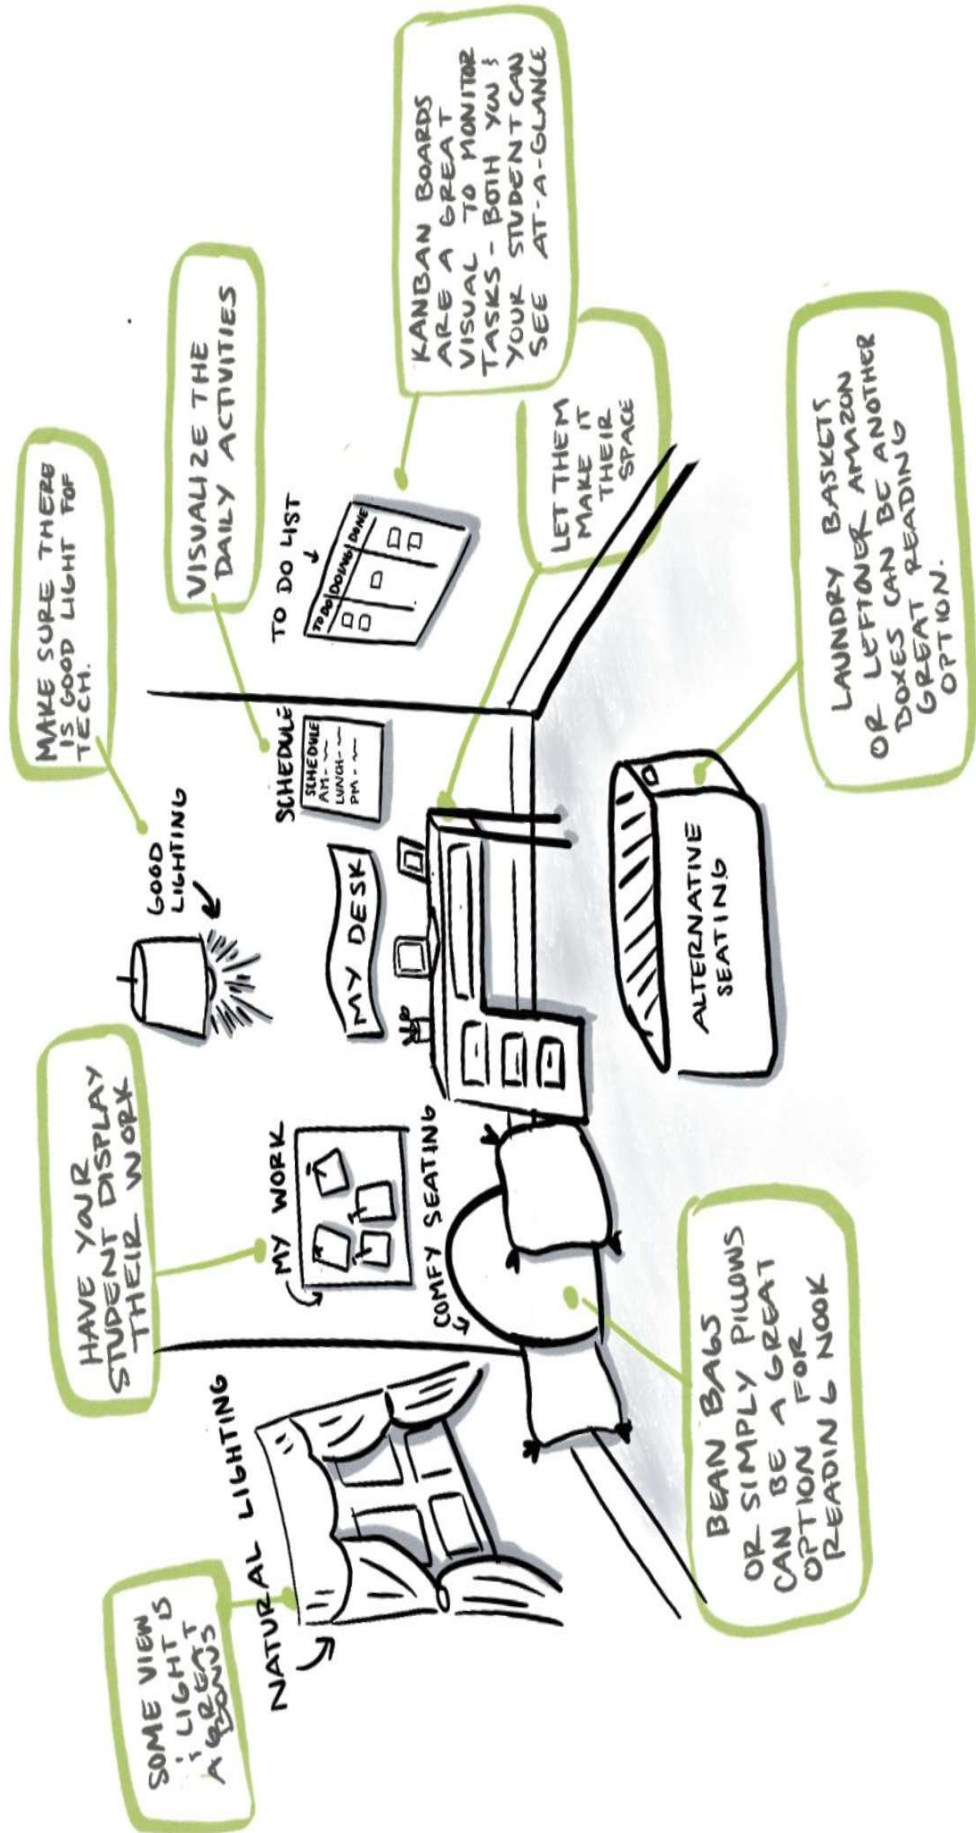 SOME VIEW
& LIGHT IS
A GREAT
BONUS
NATURAL LIGHTING
HAVE YOUR
STUDENT DISPLAY
THEIR WORK
MY WORK
COMFY SEATING
BEAN BAGS
OR SIMPLY PILLOWS
CAN BE A GREAT
OPTION FOR
READING NOOK
MAKE SURE THERE
IS GOOD LIGHT FOF
TECH.
GOOD
LIGHTING
MY DESK
VISUALIZE THE
DAILY ACTIVITIES
SCHEDULE
SCHEDULE
AM-
LUNCH-
PM-
TO DO LIST
TO DO DOING DONE
KANBAN BOARDS
ARE A GREAT
VISUAL TO MONITOR
TASKS - BOTH YOU &
YOUR STUDENT CAN
SEE AT-A-GLANCE
LET THEM
MAKE IT
THEIR
SPACE
ALTERNATIVE
SEATING
LAUNDRY BASKETS
OR LEFTOVER AMAZON
BOXES CAN BE ANOTHER
GREAT READING
OPTION.